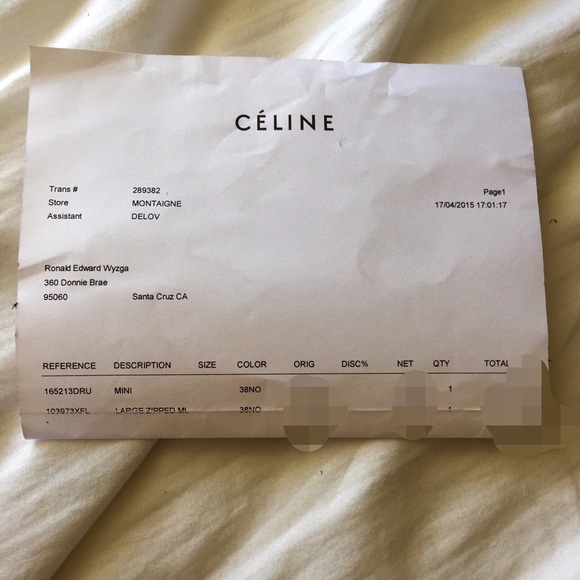 CÉLINE
Trans # 289382 Page1
Store MONTAIGNE 17/04/2015 17:01:17
Assistant DELOV
Ronald Edward Wyzga
360 Donnie Brae
95060 Santa Cruz CA
REFERENCE DESCRIPTION SIZE COLOR ORIG DISC% NET QTY TOTAL
165213DRU MINI 38NO 1
103973XFL LARGE ZIPPED ML 38NO 1